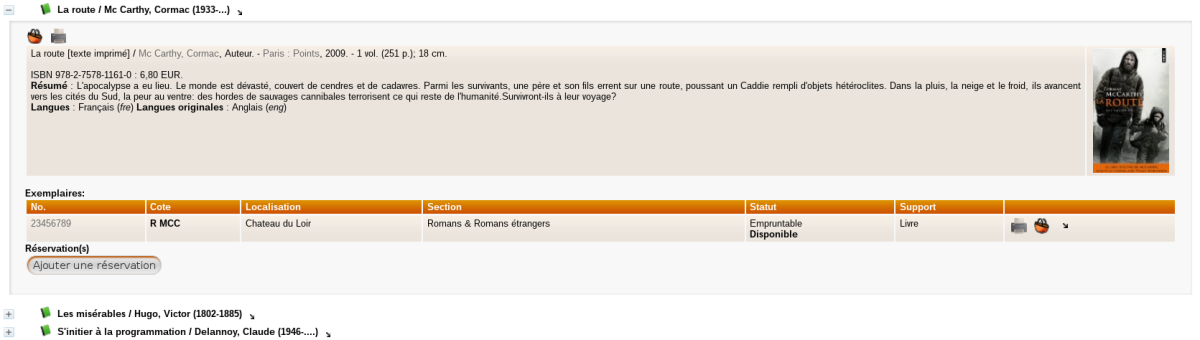 La route / Mc Carthy, Cormac (1933-...)
La route [texte imprimé] / Mc Carthy, Cormac, Auteur. - Paris : Points, 2009. - 1 vol. (251 p.); 18 cm.
ISBN 978-2-7578-1161-0 : 6,80 EUR.
Résumé : L'apocalypse a eu lieu. Le monde est dévasté, couvert de cendres et de cadavres. Parmi les survivants, une père et son fils errent sur une route, poussant un Caddie rempli d'objets hétéroclites. Dans la pluis, la neige et le froid, ils avancent
vers les cités du Sud, la peur au ventre: des hordes de sauvages cannibales terrorisent ce qui reste de l'humanité.Survivront-ils à leur voyage?
Langues : Français (fre) Langues originales : Anglais (eng)
MCCARTHY
LA ROUTE
Exemplaires:
No. Cote Localisation Section Statut Support
23456789 R MCC Chateau du Loir Romans & Romans étrangers Empruntable Livre
Disponible
Réservation(s)
Ajouter une réservation
Les misérables / Hugo, Victor (1802-1885)
S'initier à la programmation / Delannoy, Claude (1946-....)